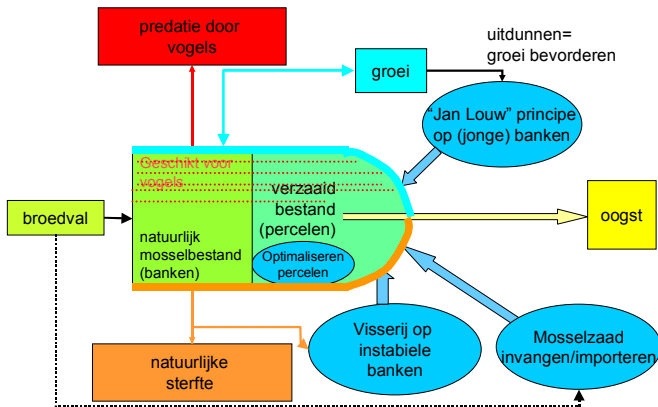 predatie door
vogels
groei
uitdunnen=
groei bevorderen
“Jan Louw” principe
op (jonge) banken
Geschikt voor
vogels
verzaaid
bestand
(percelen)
broedval
oogst
natuurlijk
mosselbestand
(banken)
Optimaliseren
percelen
natuurlijke
sterfte
Visserij op
instabiele
banken
Mosselzaad
invangen/importeren